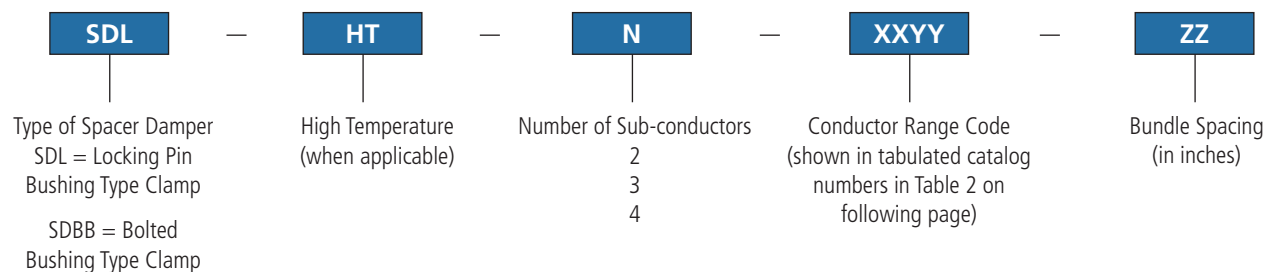 SDL — HT — N — XXYY — ZZ
Type of Spacer Damper
SDL = Locking Pin
Bushing Type Clamp
SDBB = Bolted
Bushing Type Clamp
High Temperature
(when applicable)
Number of Sub-conductors
2
3
4
Conductor Range Code
(shown in tabulated catalog
numbers in Table 2 on
following page)
Bundle Spacing
(in inches)